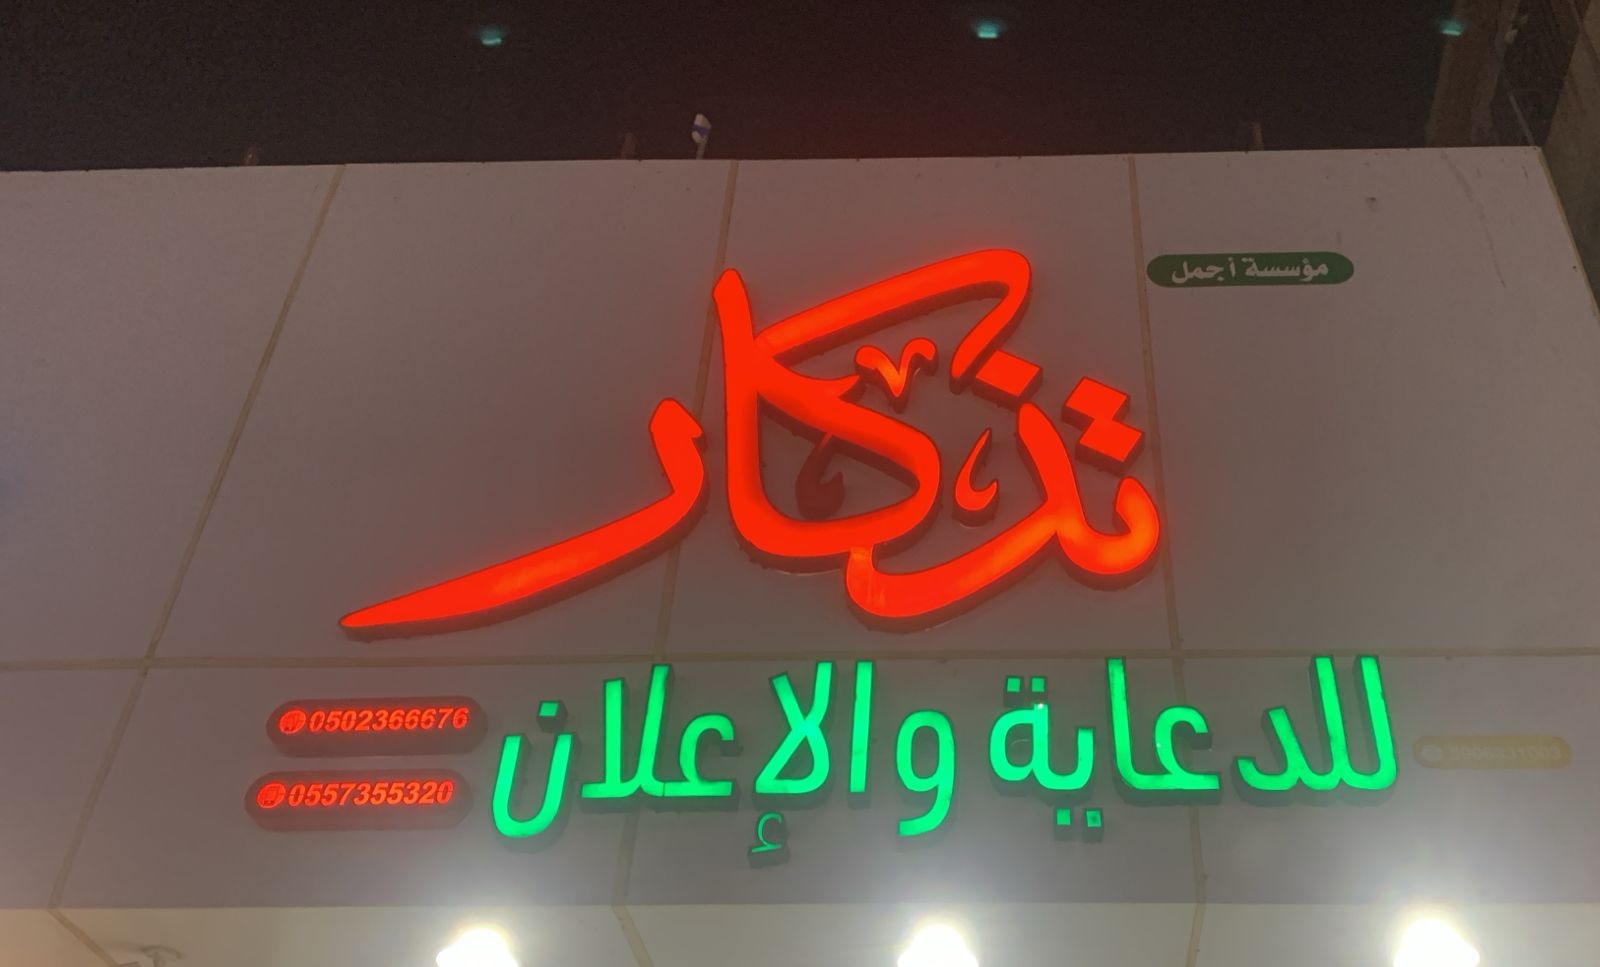 مؤسسة أجمل
تذكار
للدعاية والإعلان
0502366676
0557355320